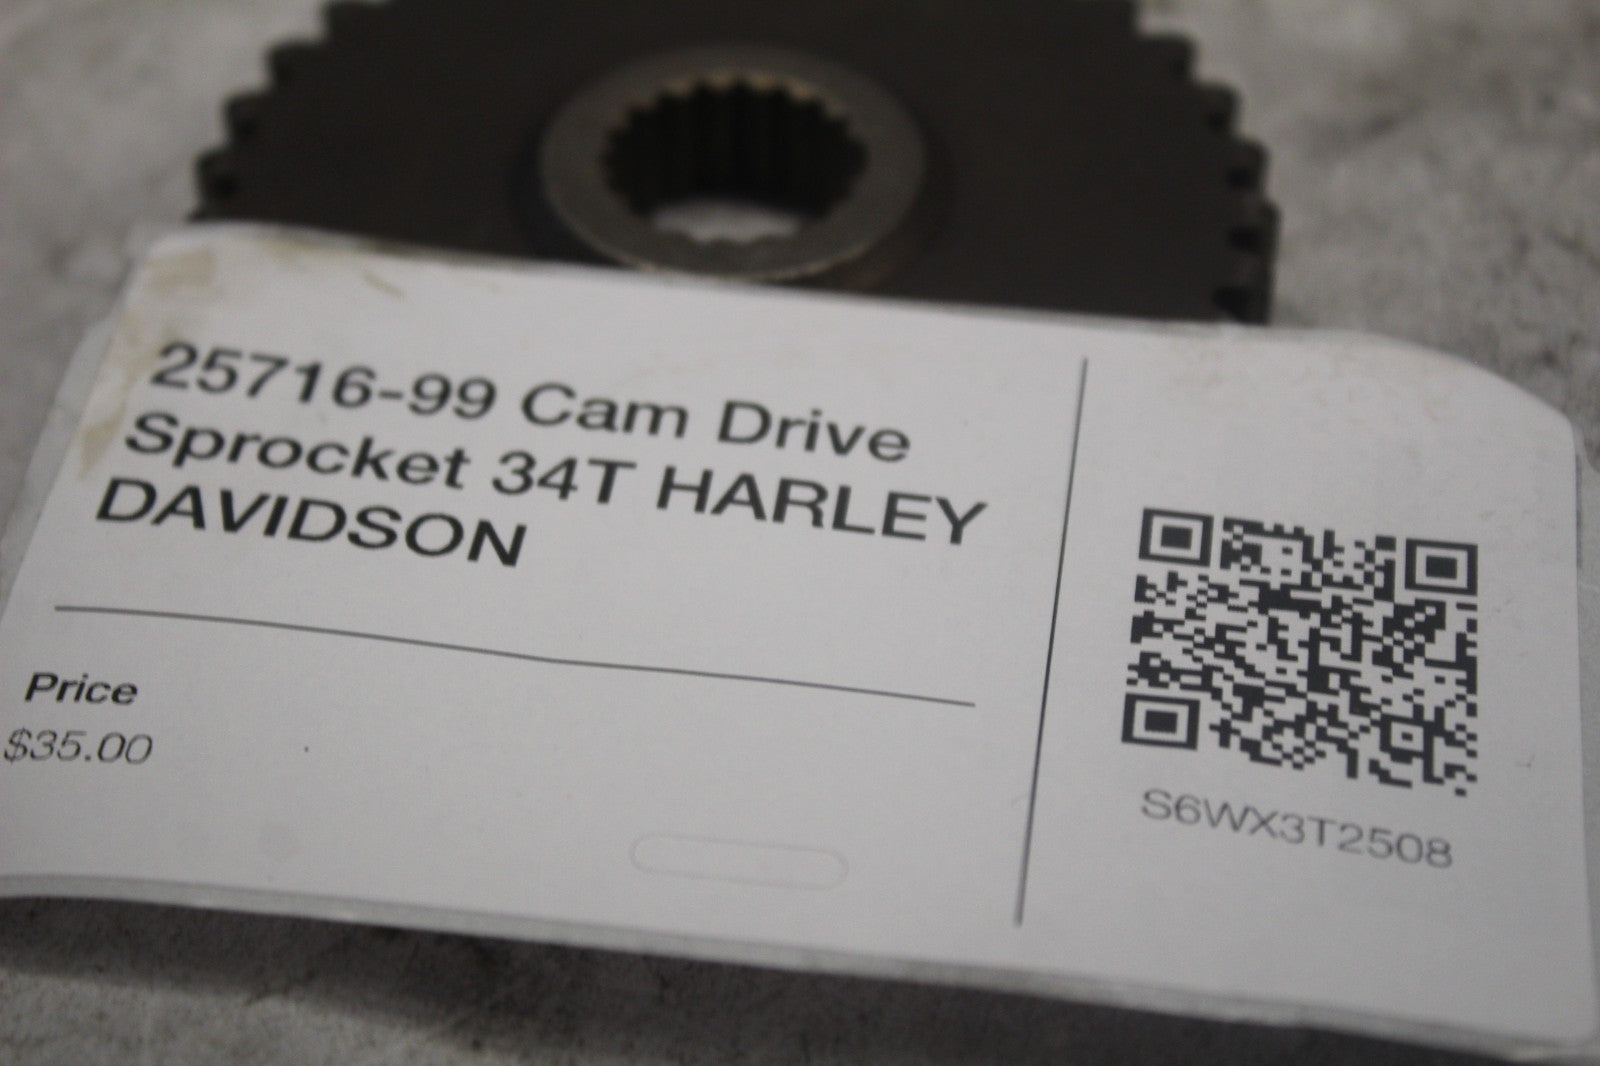 25716-99 Cam Drive
Sprocket 34T HARLEY
DAVIDSON
Price
$35.00
S6WX3T2508